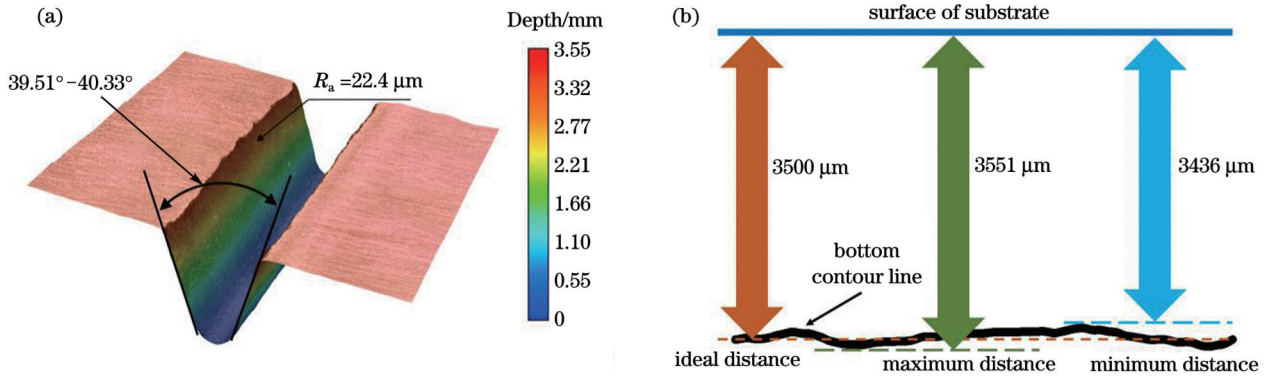 (a)
Depth/mm
39.51°−40.33°
Rₐ =22.4 μm
3.55
3.32
2.77
2.21
1.66
1.10
0.55
0
(b)
surface of substrate
3500 μm
3551 μm
3436 μm
bottom
contour line
ideal distance
maximum distance
minimum distance